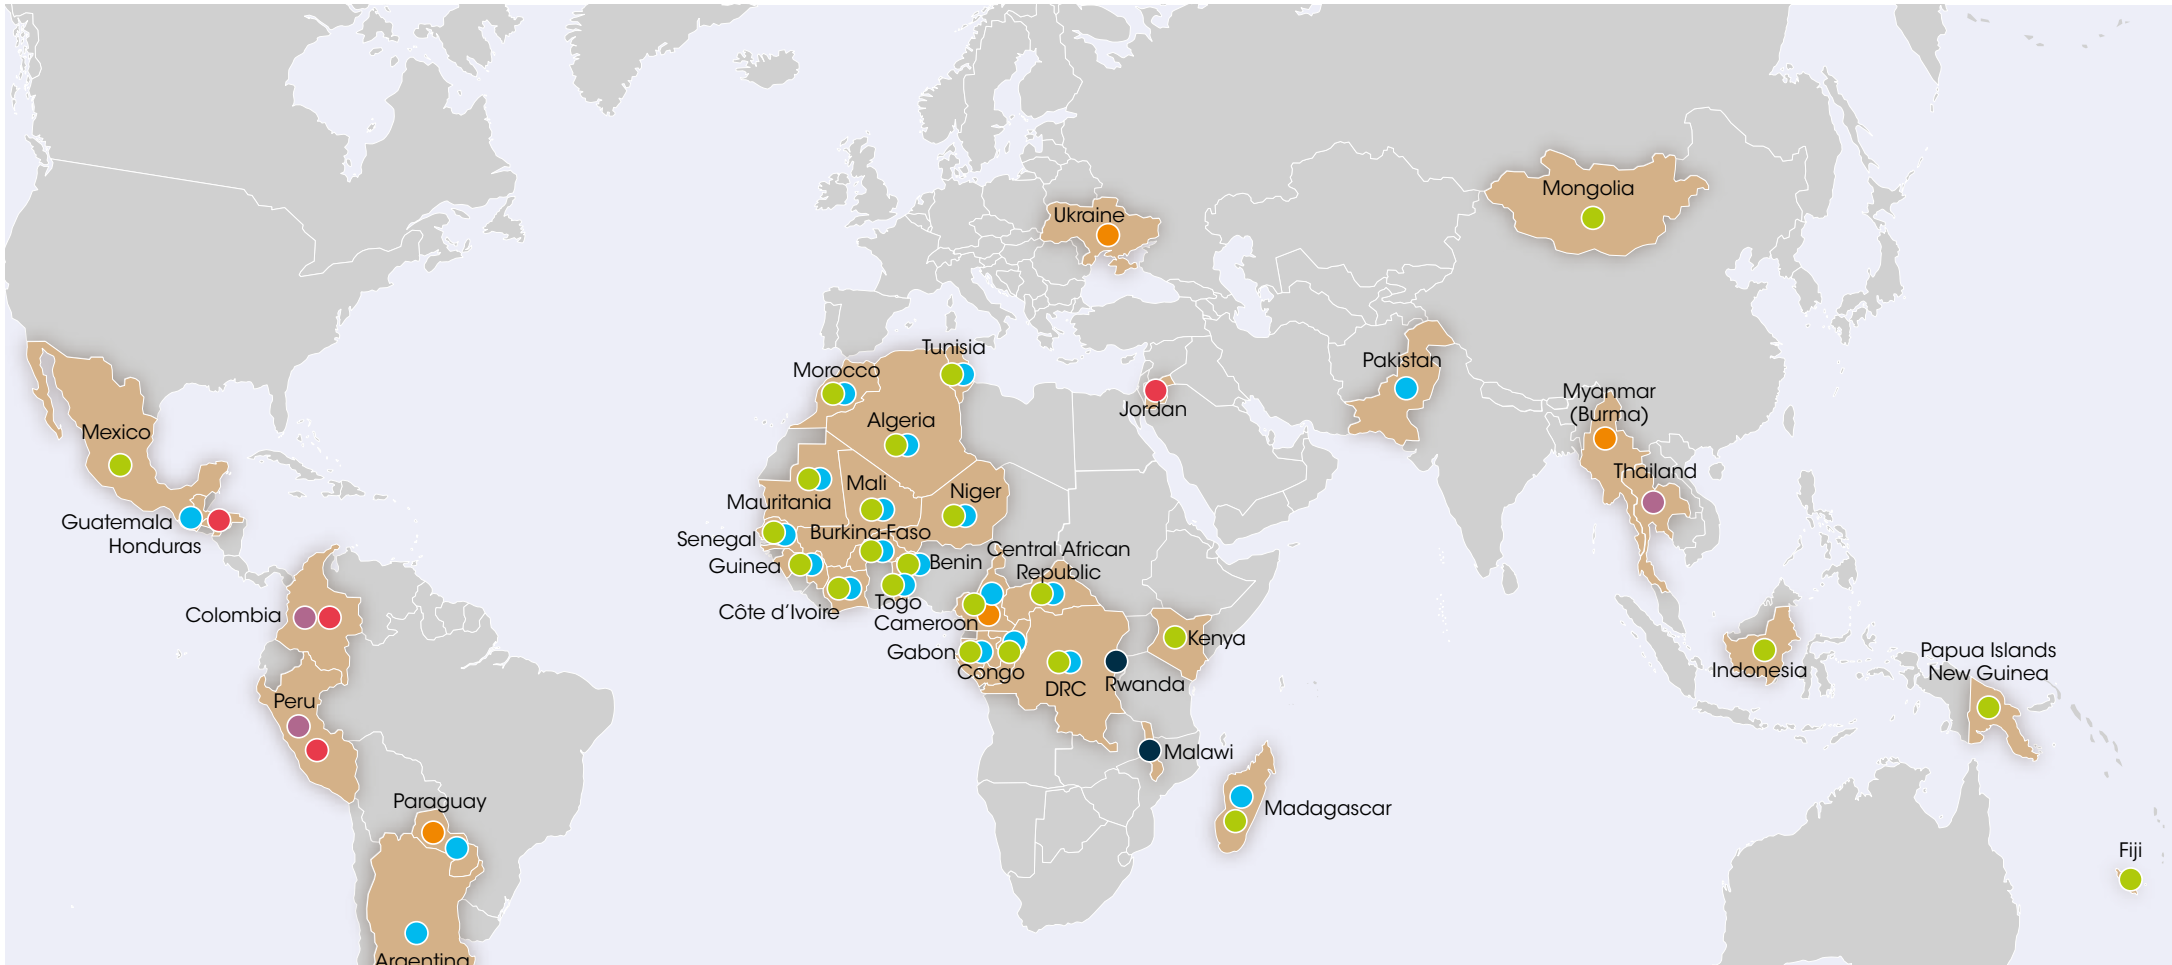 Mongolia
Ukraine
Tunisia
Morocco
Pakistan
Myanmar
(Burma)
Jordan
Algeria
Mexico
Thailand
Mali
Niger
Mauritania
Guatemala
Honduras
Senegal
Burkina-Faso
Guinea
Benin
Central African
Republic
Colombia
Côte d’Ivoire
Togo
Cameroon
Kenya
Gabon
Congo
DRC
Rwanda
Indonesia
Papua Islands
New Guinea
Peru
Malawi
Paraguay
Madagascar
Fiji
Argentina